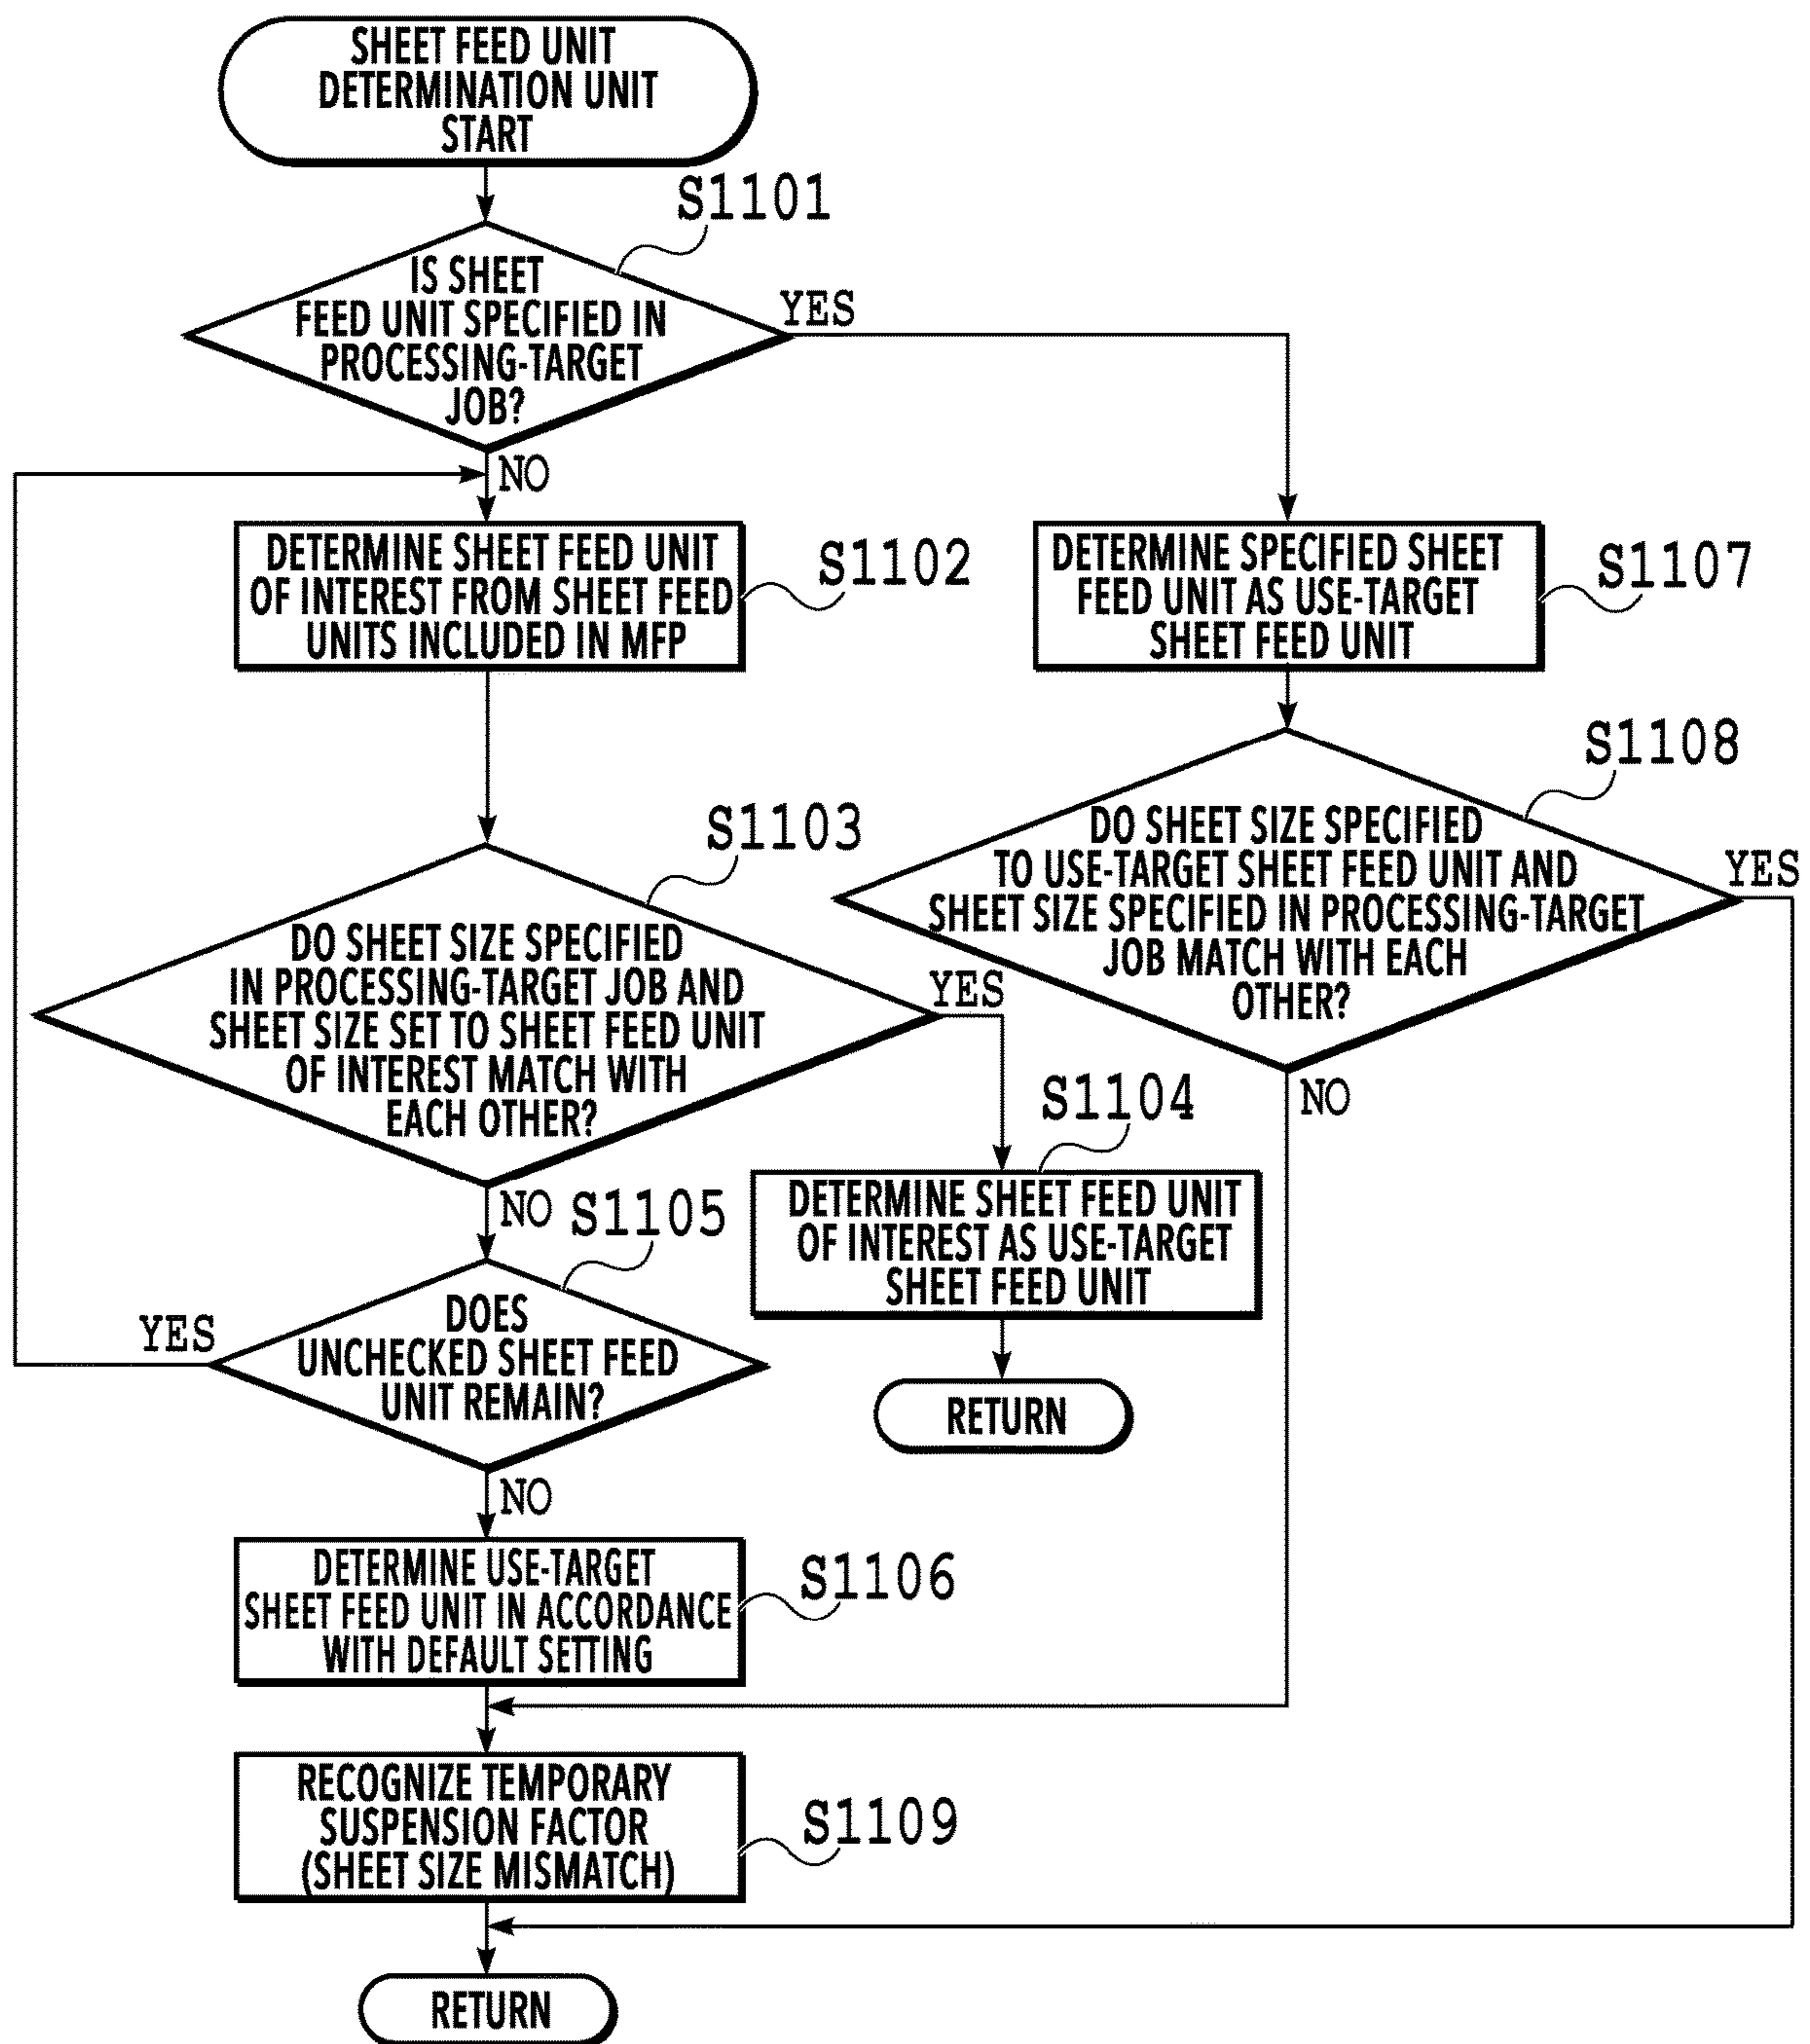 SHEET FEED UNIT
DETERMINATION UNIT
START
S1101
IS SHEET
FEED UNIT SPECIFIED IN
PROCESSING-TARGET
JOB?
YES
NO
DETERMINE SHEET FEED UNIT
OF INTEREST FROM SHEET FEED
UNITS INCLUDED IN MFP
S1102
DETERMINE SPECIFIED SHEET
FEED UNIT AS USE-TARGET
SHEET FEED UNIT
S1107
S1108
DO SHEET SIZE SPECIFIED
TO USE-TARGET SHEET FEED UNIT AND
SHEET SIZE SPECIFIED IN PROCESSING-TARGET
JOB MATCH WITH EACH
OTHER?
YES
NO
S1103
DO SHEET SIZE SPECIFIED
IN PROCESSING-TARGET JOB AND
SHEET SIZE SET TO SHEET FEED UNIT
OF INTEREST MATCH WITH
EACH OTHER?
YES
NO
S1104
DETERMINE SHEET FEED UNIT
OF INTEREST AS USE-TARGET
SHEET FEED UNIT
RETURN
S1105
DOES
UNCHECKED SHEET FEED
UNIT REMAIN?
YES
NO
DETERMINE USE-TARGET
SHEET FEED UNIT IN ACCORDANCE
WITH DEFAULT SETTING
S1106
RECOGNIZE TEMPORARY
SUSPENSION FACTOR
(SHEET SIZE MISMATCH)
S1109
RETURN